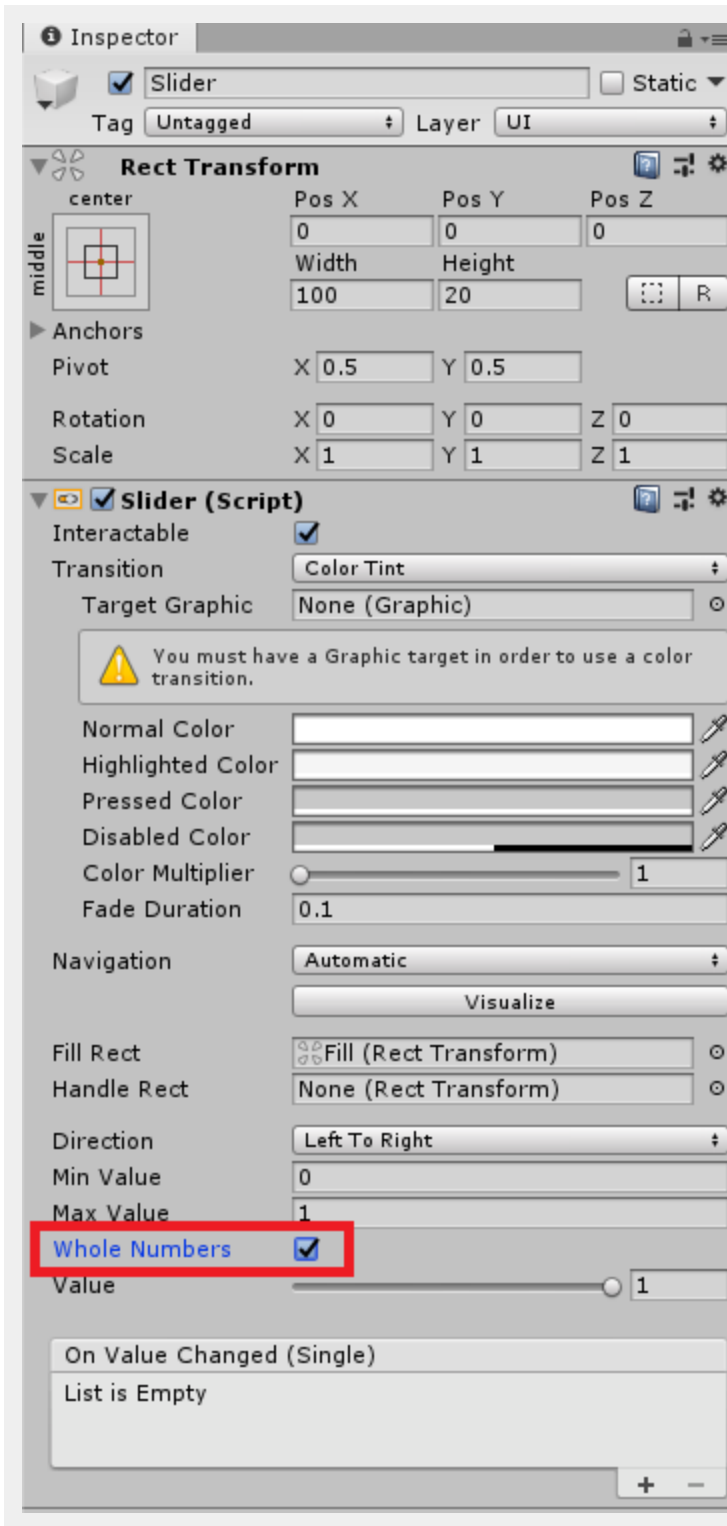 Inspector
Slider Static
Tag Untagged Layer UI
Rect Transform
center Pos X Pos Y Pos Z
middle 0 0 0
Width Height
100 20 R
Anchors
Pivot X 0.5 Y 0.5
Rotation X 0 Y 0 Z 0
Scale X 1 Y 1 Z 1
Slider (Script)
Interactable
Transition Color Tint
Target Graphic None (Graphic)
You must have a Graphic target in order to use a color
transition.
Normal Color
Highlighted Color
Pressed Color
Disabled Color
Color Multiplier 1
Fade Duration 0.1
Navigation Automatic
Visualize
Fill Rect Fill (Rect Transform)
Handle Rect None (Rect Transform)
Direction Left To Right
Min Value 0
Max Value 1
Whole Numbers
Value 1
On Value Changed (Single)
List is Empty